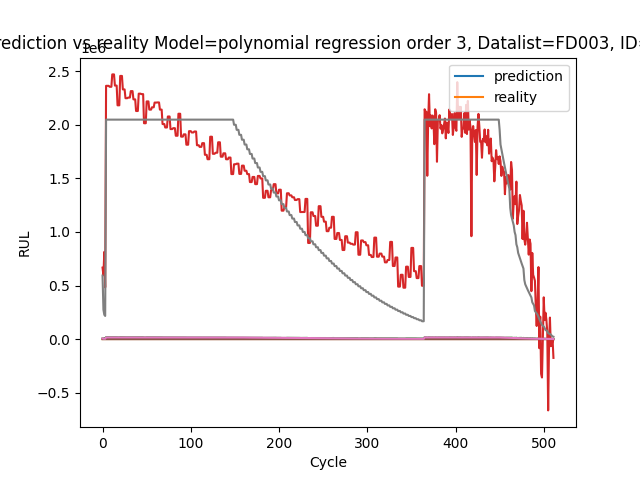 rediction vs reality Model=polynomial regression order 3, Datalist=FD003, ID=
1e6
prediction
reality
2.5
2.0
1.5
1.0
0.5
0.0
−0.5
RUL
0 100 200 300 400 500
Cycle